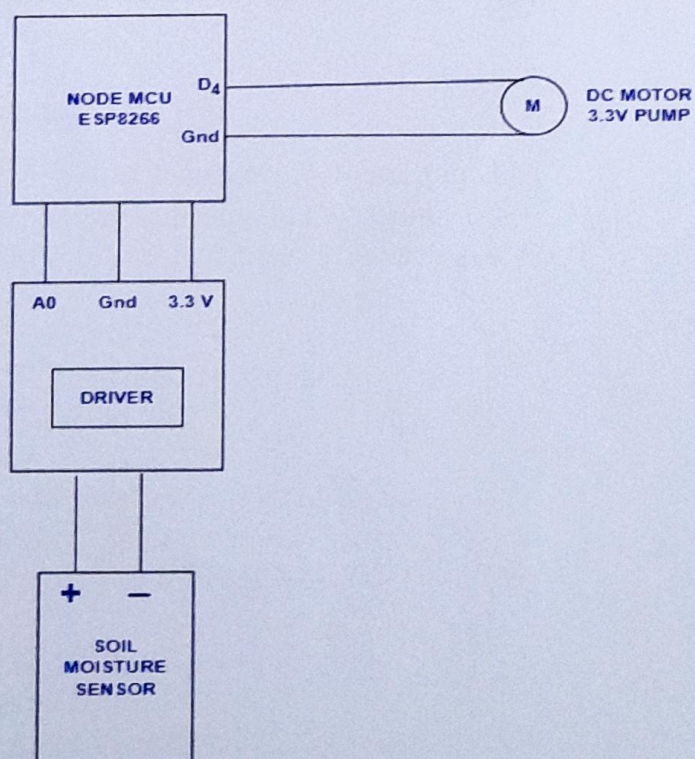 NODE MCU
ESP8266
D4
Gnd
M
DC MOTOR
3.3V PUMP
A0 Gnd 3.3 V
DRIVER
+ −
SOIL
MOISTURE
SENSOR